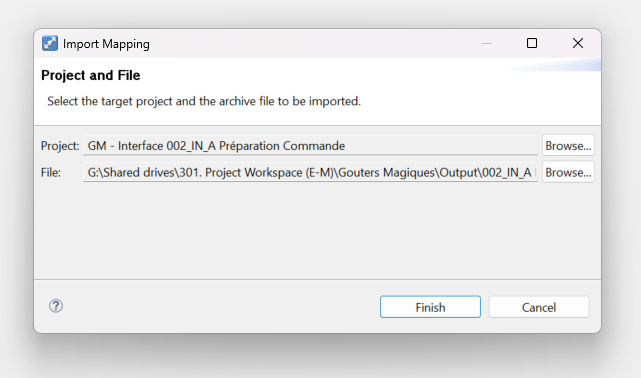 Import Mapping
Project and File
Select the target project and the archive file to be imported.
Project: GM - Interface 002_IN_A Préparation Commande Browse...
File: G:\Shared drives\301. Project Workspace (E-M)\Gouters Magiques\Output\002_IN_A Browse...
Finish Cancel